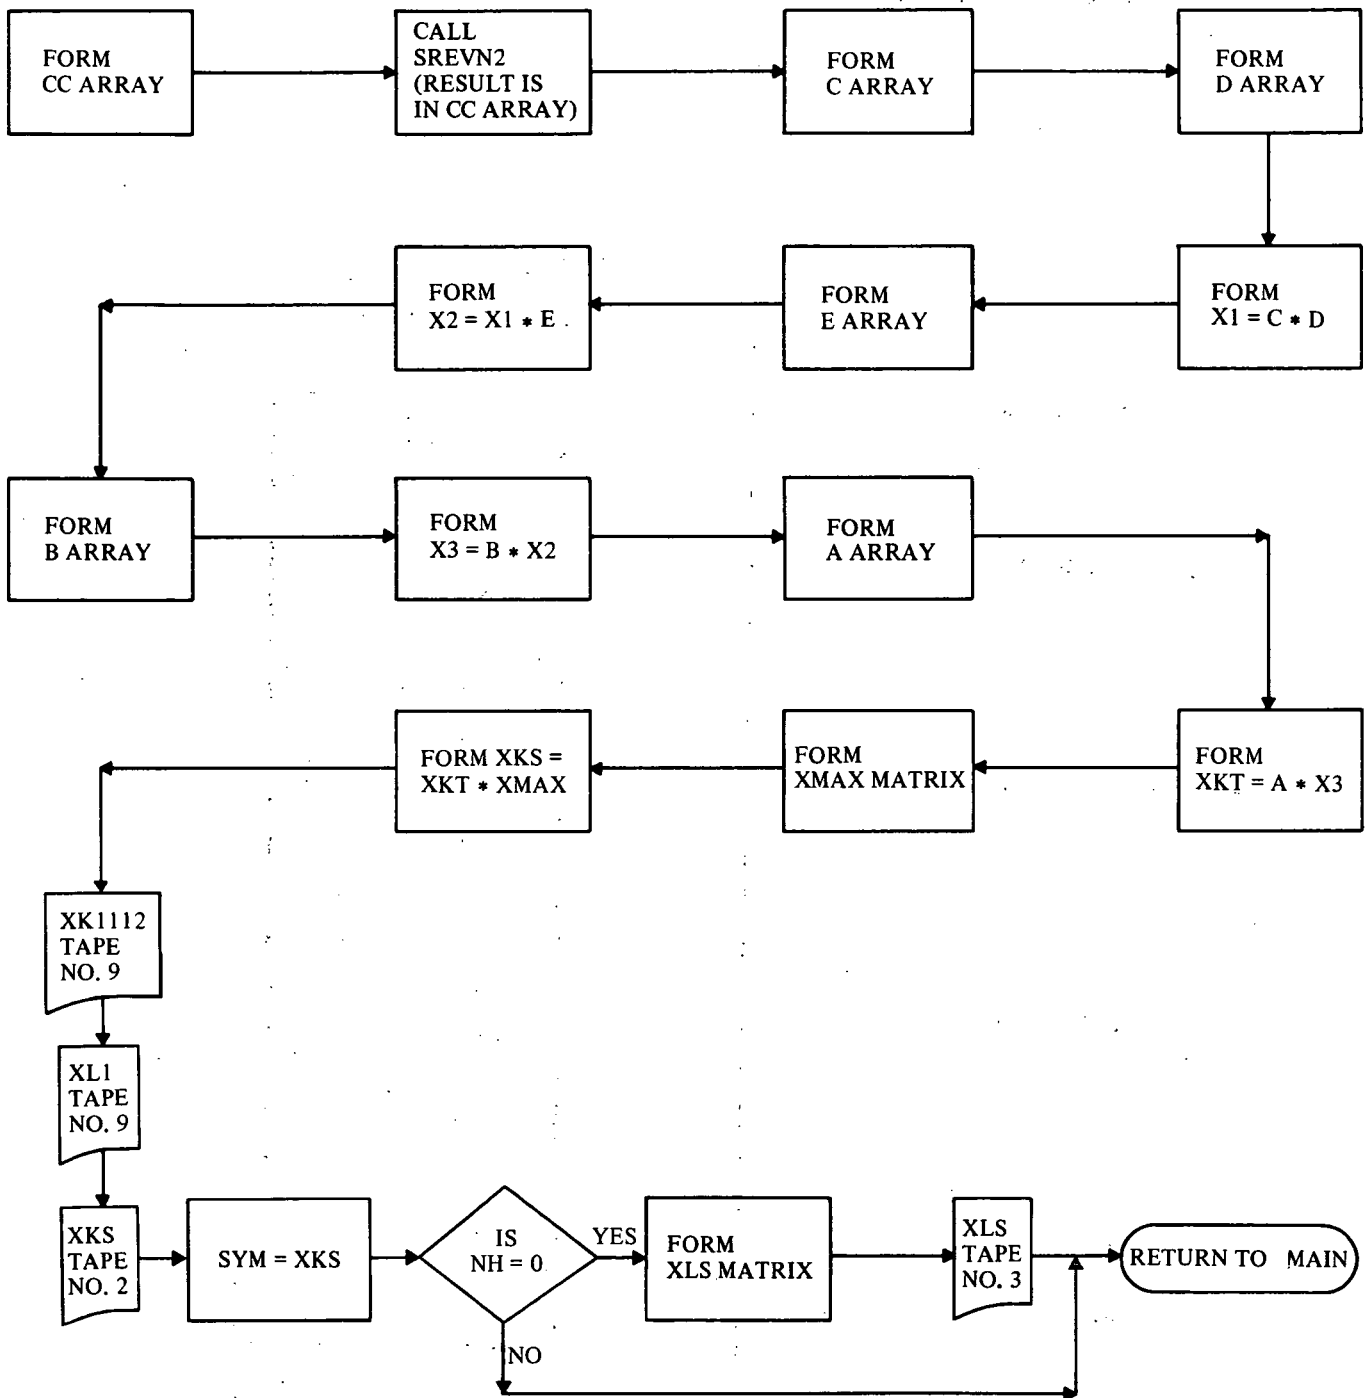 FORM
CC ARRAY
CALL
SREVN2
(RESULT IS
IN CC ARRAY)
FORM
C ARRAY
FORM
D ARRAY
FORM
X2 = X1 * E
FORM
E ARRAY
FORM
X1 = C * D
FORM
B ARRAY
FORM
X3 = B * X2
FORM
A ARRAY
FORM XKS =
XKT * XMAX
FORM
XMAX MATRIX
FORM
XKT = A * X3
XK1112
TAPE
NO. 9
XL1
TAPE
NO. 9
XKS
TAPE
NO. 2
SYM = XKS
IS
NH = 0
YES
NO
FORM
XLS MATRIX
XLS
TAPE
NO. 3
RETURN TO MAIN